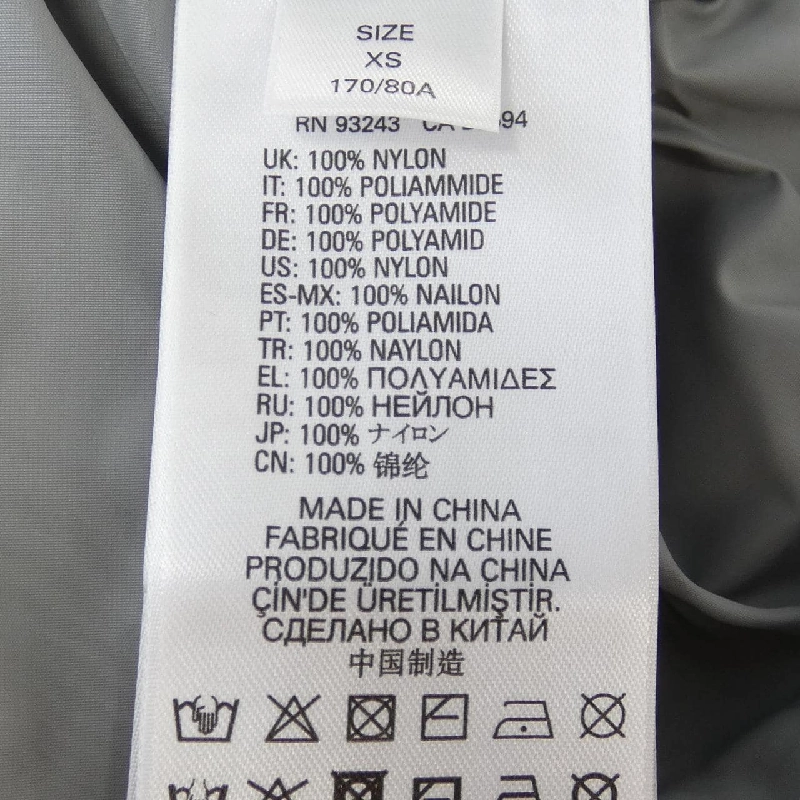 SIZE
XS
170/80A
RN 93243 CA
UK: 100% NYLON
IT: 100% POLIAMMIDE
FR: 100% POLYAMIDE
DE: 100% POLYAMID
US: 100% NYLON
ES-MX: 100% NAILON
PT: 100% POLIAMIDA
TR: 100% NAYLON
EL: 100% ΠΟΛΥΑΜΙΔΕΣ
RU: 100% НЕЙЛОН
JP: 100% ナイロン
CN: 100% 锦纶
MADE IN CHINA
FABRIQUÉ EN CHINE
PRODUZIDO NA CHINA
ÇİN'DE ÜRETİLMİŞTİR.
СДЕЛАНО В КИТАЙ
中国制造